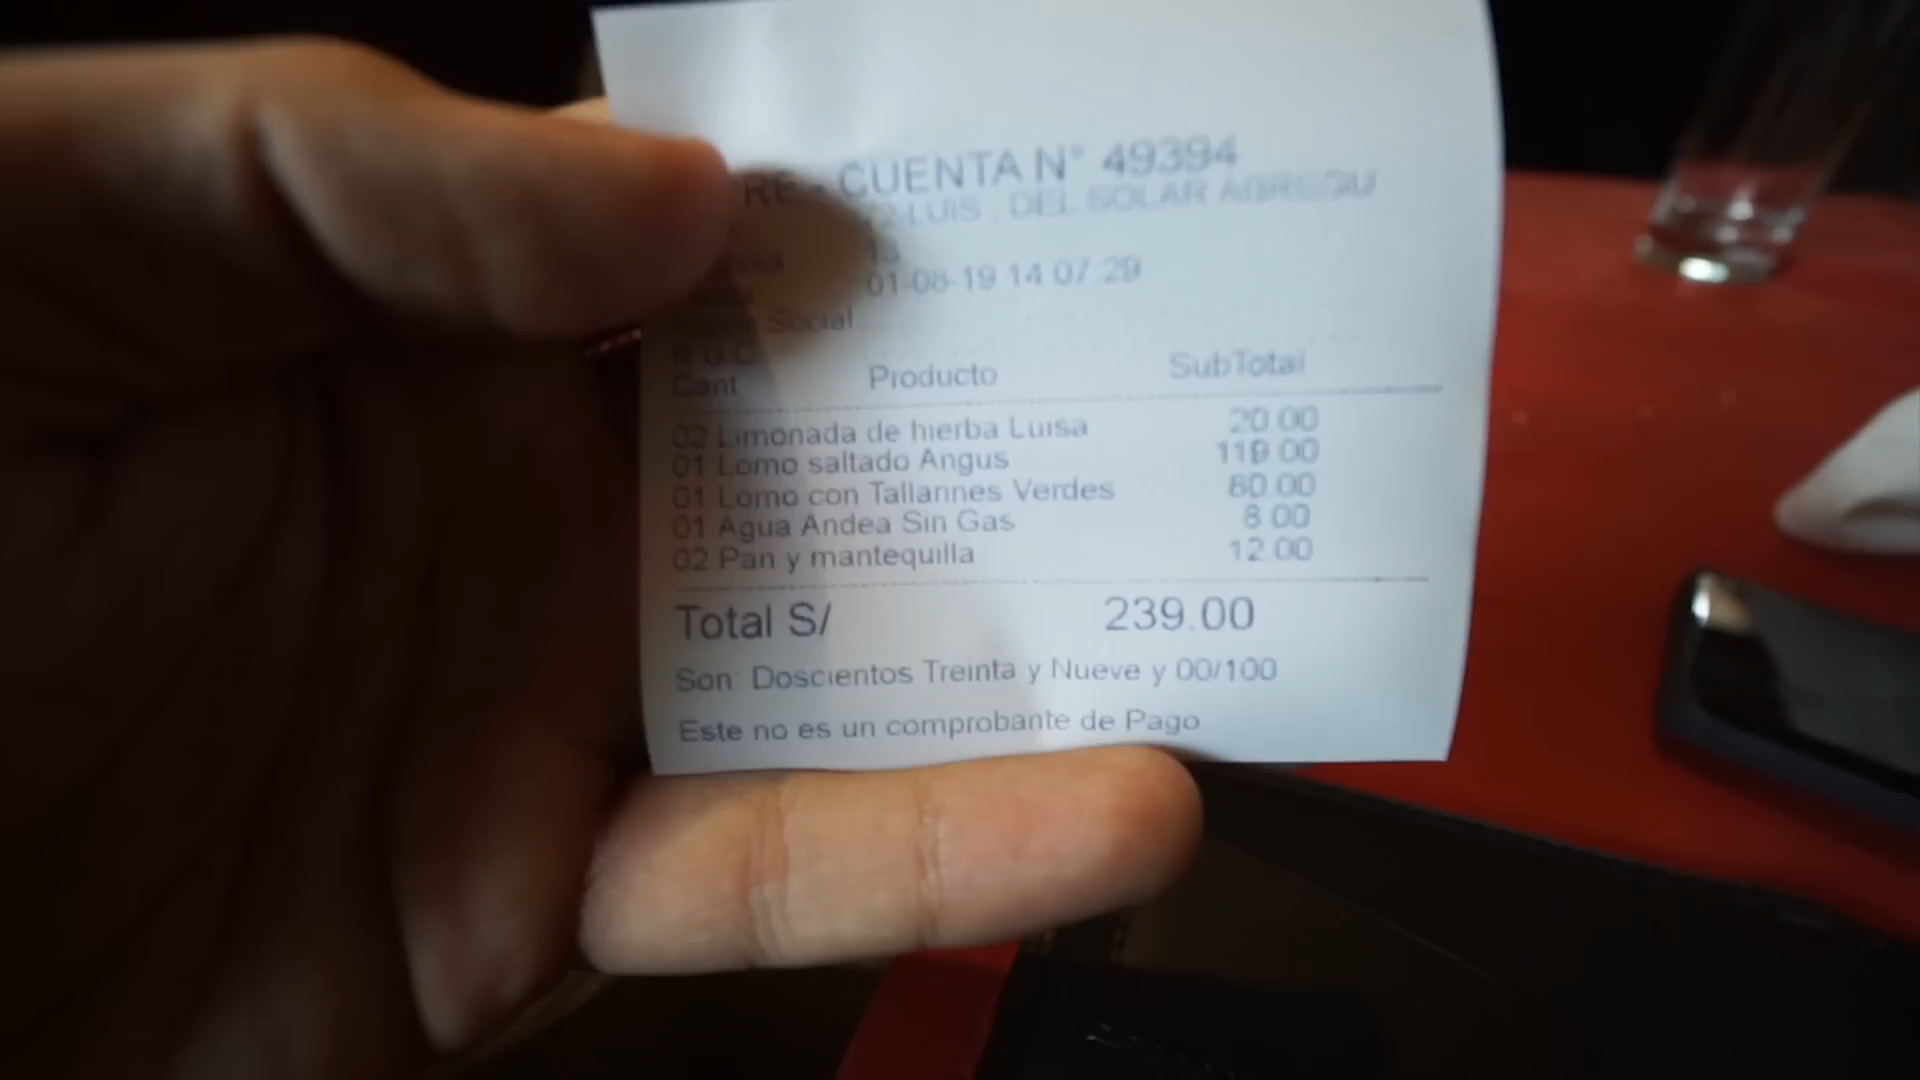 PRE - CUENTA N° 49394
LUIS , DEL SOLAR ABREGU
13
01-08-19 14 07 29
Social
R U C
Cant Producto SubTotal
02 Limonada de hierba Luisa 20.00
01 Lomo saltado Angus 119.00
01 Lomo con Tallarines Verdes 80.00
01 Agua Andea Sin Gas 8.00
02 Pan y mantequilla 12.00
Total S/ 239.00
Son: Doscientos Treinta y Nueve y 00/100
Este no es un comprobante de Pago